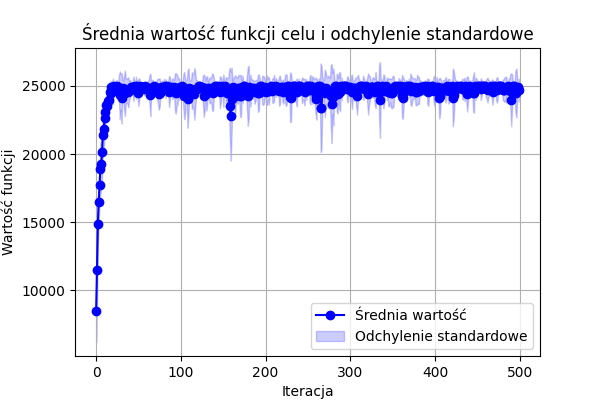 Średnia wartość funkcji celu i odchylenie standardowe
Wartość funkcji
25000
20000
15000
10000
0
100
200
300
400
500
Iteracja
Średnia wartość
Odchylenie standardowe